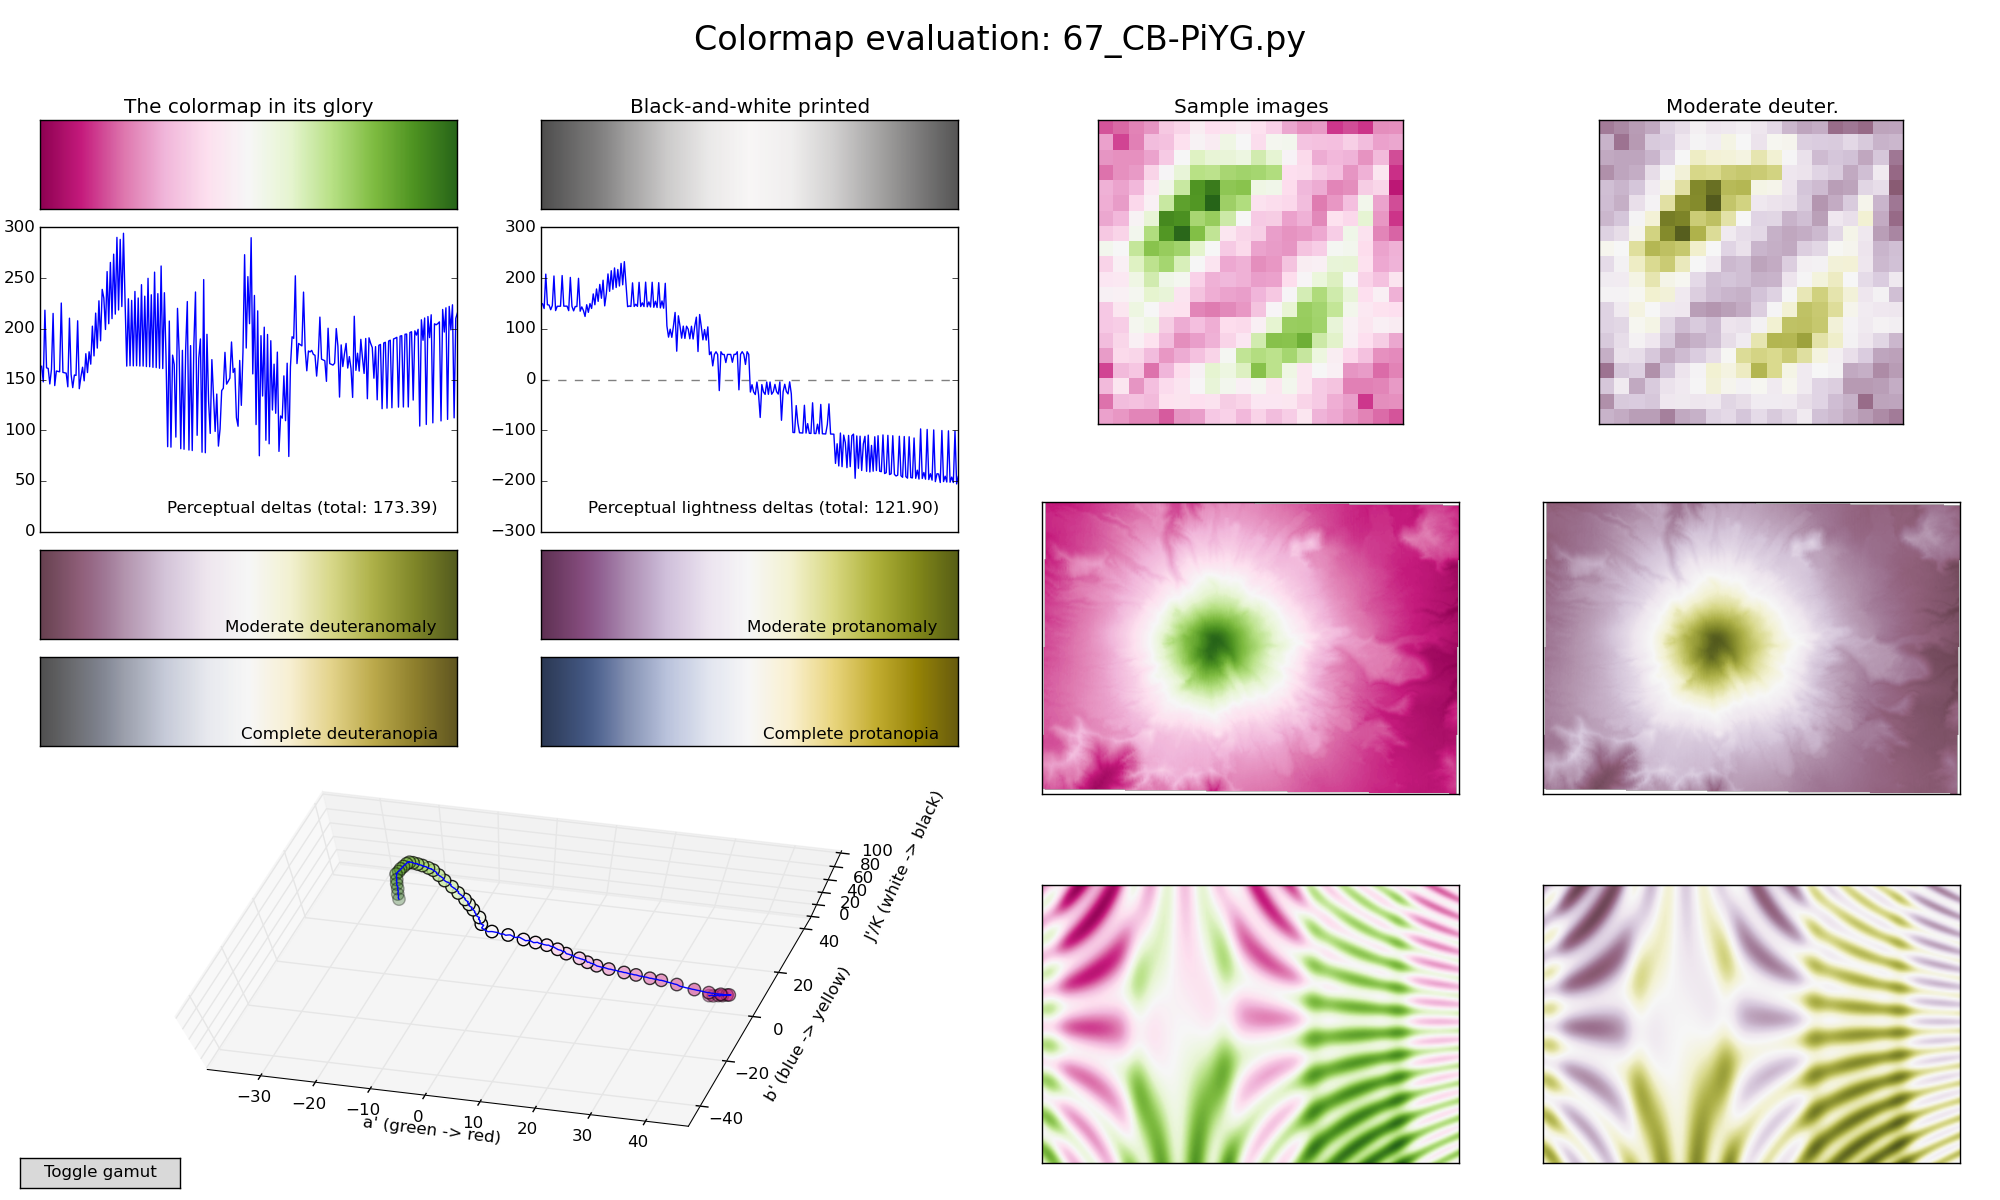 Colormap evaluation: 67_CB-PiYG.py
The colormap in its glory
Black-and-white printed
Sample images
Moderate deuter.
300
250
200
150
100
50
0
Perceptual deltas (total: 173.39)
300
200
100
0
−100
−200
−300
Perceptual lightness deltas (total: 121.90)
Moderate deuteranomaly
Moderate protanomaly
Complete deuteranopia
Complete protanopia
100
80
60
40
20
0
J'/K (white -> black)
40
20
0
−20
−40
b' (blue -> yellow)
−30
−20
−10
0
10
20
30
40
a' (green -> red)
Toggle gamut